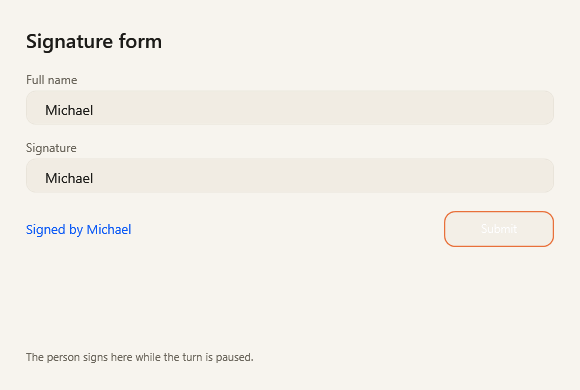 Signature form
Full name
Michael
Signature
Michael
Signed by Michael
Submit
The person signs here while the turn is paused.